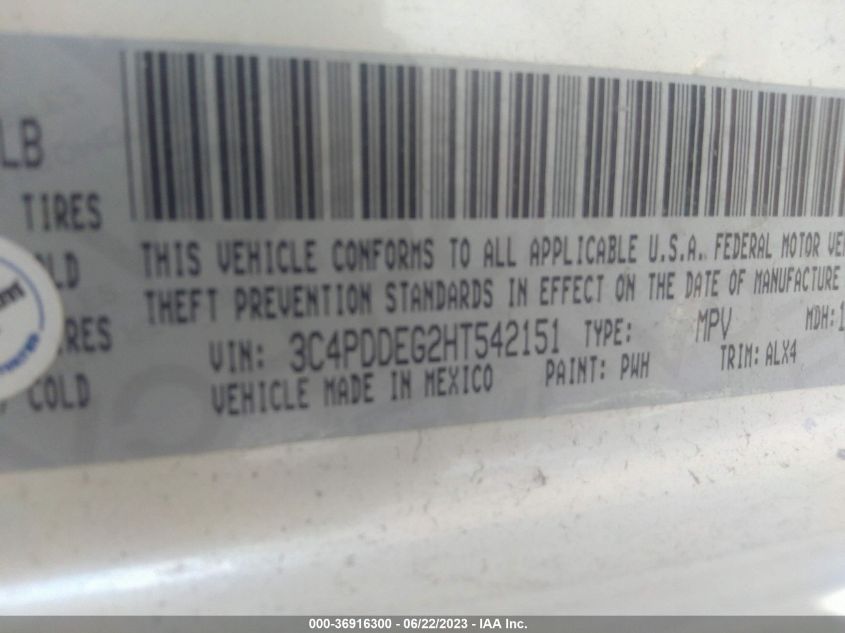 LB
TIRES
COLD
THIS VEHICLE CONFORMS TO ALL APPLICABLE U.S.A. FEDERAL MOTOR VE
THEFT PREVENTION STANDARDS IN EFFECT ON THE DATE OF MANUFACTURE
VIN: 3C4PDDEG2HT542151 TYPE: MPV MDH:1
VEHICLE MADE IN MEXICO PAINT: PWH TRIM: ALX4
000-36916300 - 06/22/2023 - IAA Inc.